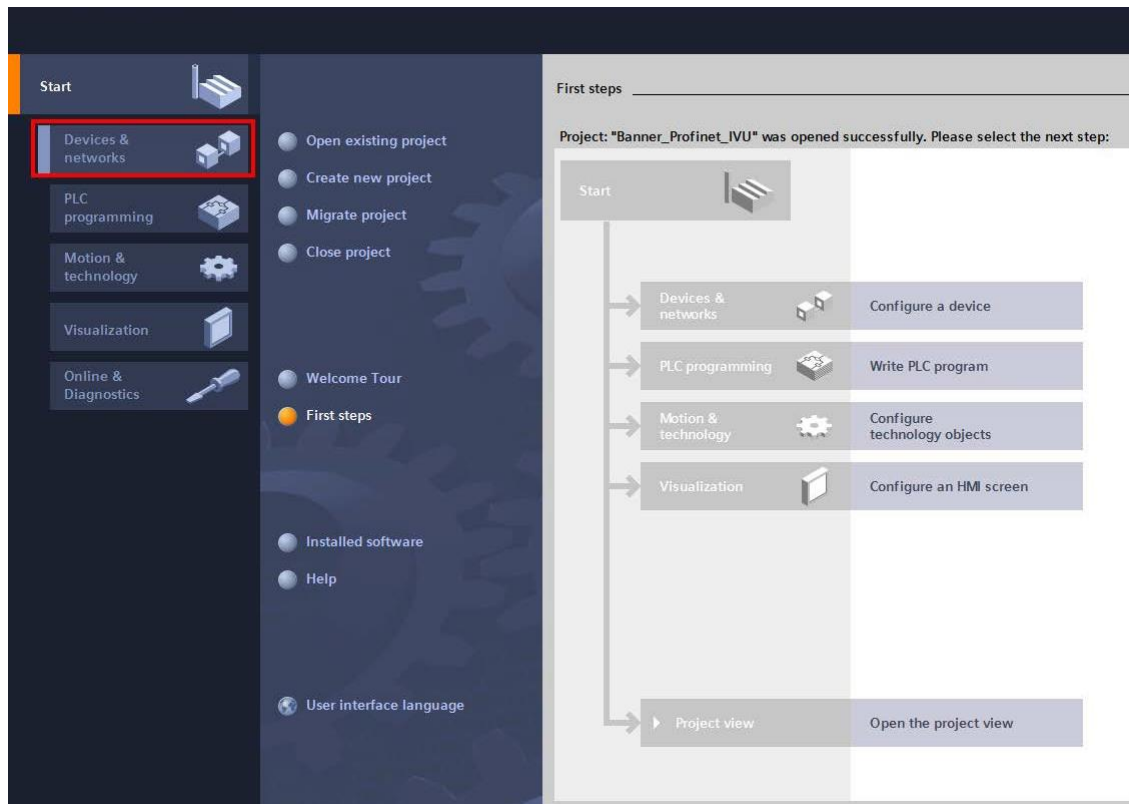 Start
Devices &
networks
PLC
programming
Motion &
technology
Visualization
Online &
Diagnostics
Open existing project
Create new project
Migrate project
Close project
Welcome Tour
First steps
Installed software
Help
User interface language
First steps
Project: "Banner_Profinet_IVU" was opened successfully. Please select the next step:
Start
Devices &
networks
Configure a device
PLC programming
Write PLC program
Motion &
technology
Configure
technology objects
Visualization
Configure an HMI screen
Project view
Open the project view